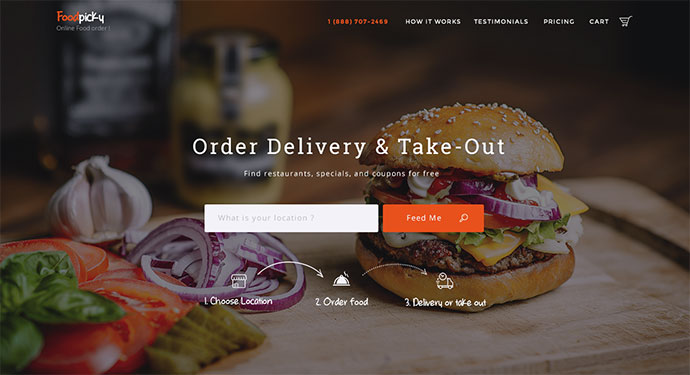 Foodpicky
Online Food order !
1 (888) 707-2469 HOW IT WORKS TESTIMONIALS PRICING CART
Order Delivery & Take-Out
Find restaurants, specials, and coupons for free
What is your location ?
Feed Me
1. Choose Location
2. Order food
3. Delivery or take out